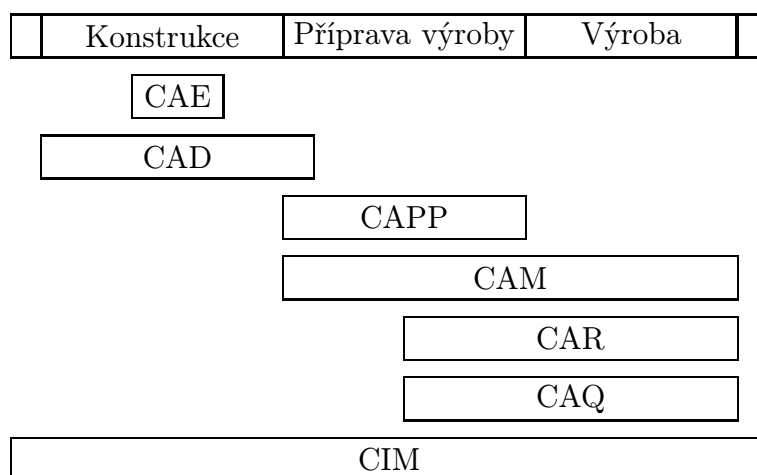 Konstrukce Příprava výroby Výroba
CAE
CAD
CAPP
CAM
CAR
CAQ
CIM